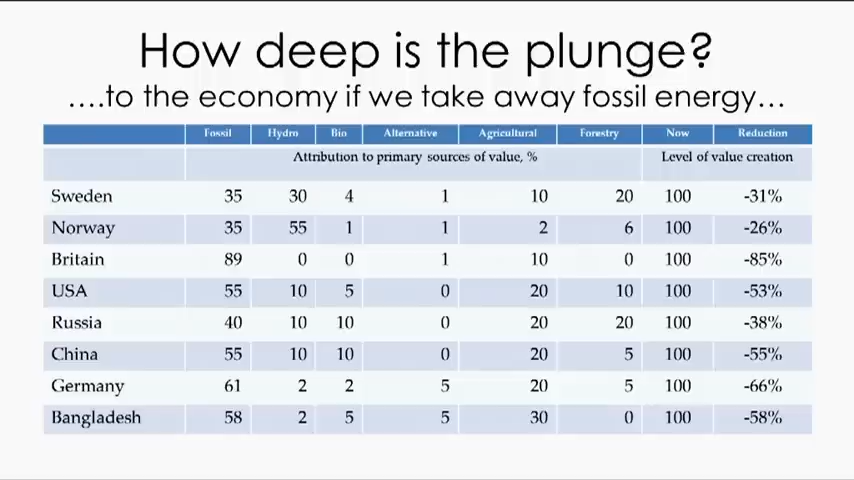 How deep is the plunge?
....to the economy if we take away fossil energy...
Fossil Hydro Bio Alternative Agricultural Forestry Now Reduction
Attribution to primary sources of value, % Level of value creation
Sweden 35 30 4 1 10 20 100 -31%
Norway 35 55 1 1 2 6 100 -26%
Britain 89 0 0 1 10 0 100 -85%
USA 55 10 5 0 20 10 100 -53%
Russia 40 10 10 0 20 20 100 -38%
China 55 10 10 0 20 5 100 -55%
Germany 61 2 2 5 20 5 100 -66%
Bangladesh 58 2 5 5 30 0 100 -58%